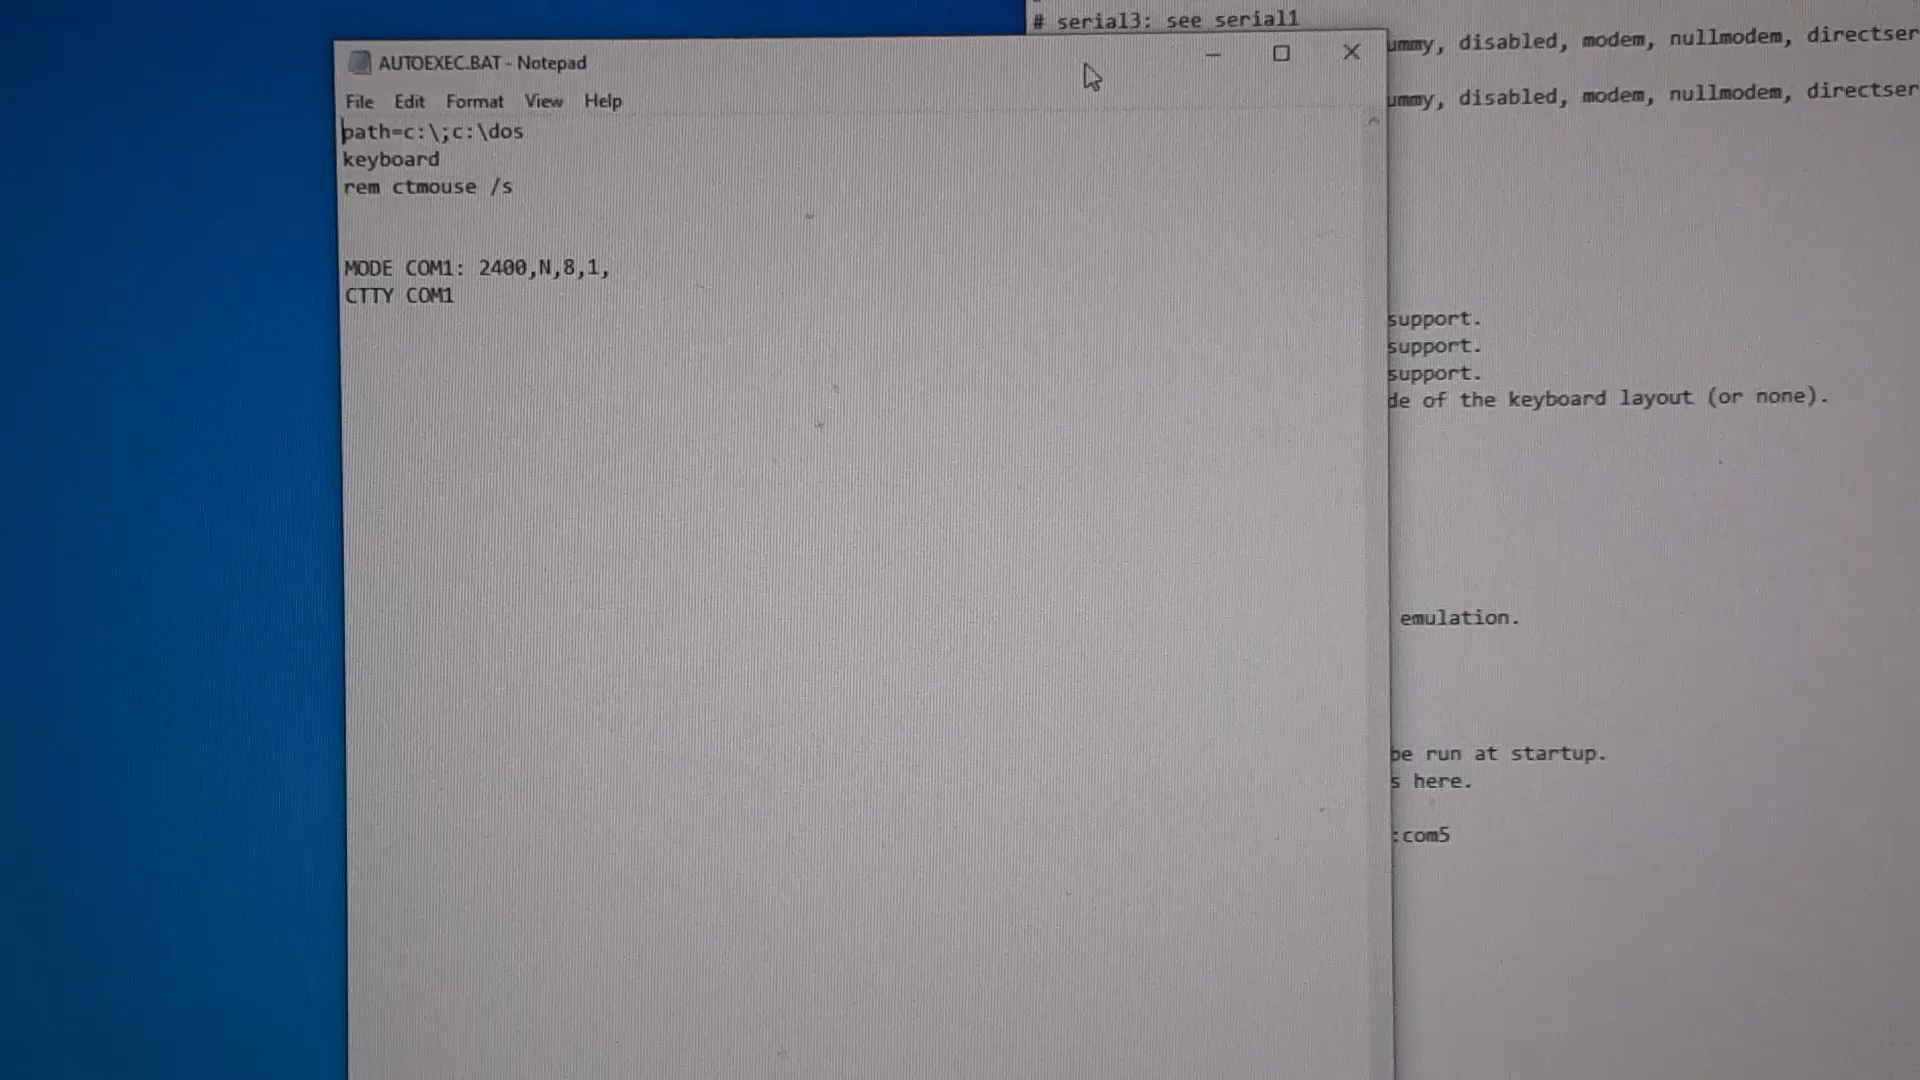 # serial3: see serial1
AUTOEXEC.BAT - Notepad
File Edit Format View Help
path=c:\;c:\dos
keyboard
rem ctmouse /s
MODE COM1: 2400,N,8,1,
CTTY COM1
ummy, disabled, modem, nullmodem, directser
ummy, disabled, modem, nullmodem, directser
support.
support.
support.
de of the keyboard layout (or none).
emulation.
be run at startup.
s here.
:com5